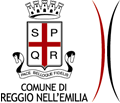 S P
Q R
PACE BELLOQUE FIDELIS
COMUNE DI
REGGIO NELL'EMILIA